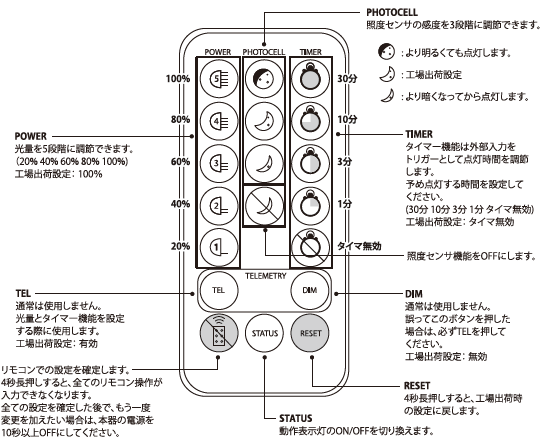 PHOTOCELL
照度センサの感度を3段階に調節できます。
：より明るくても点灯します。
：工場出荷設定
：より暗くなってから点灯します。
POWER PHOTOCELL TIMER
100% 5 30分
80% 4 10分
60% 3 3分
40% 2 1分
20% 1 タイマ無効
POWER
光量を5段階に調節できます。
（20% 40% 60% 80% 100%）
工場出荷設定：100%
TIMER
タイマー機能は外部入力を
トリガーとして点灯時間を調節
します。
予め点灯する時間を設定して
ください。
(30分 10分 3分 1分 タイマ無効)
工場出荷設定：タイマ無効
照度センサ機能をOFFにします。
TELEMETRY
TEL DIM
STATUS RESET
TEL
通常は使用しません。
光量とタイマー機能を設定
する際に使用します。
工場出荷設定：有効
DIM
通常は使用しません。
誤ってこのボタンを押した
場合は、必ずTELを押して
ください。
工場出荷設定：無効
リモコンでの設定を確定します。
4秒長押しすると、全てのリモコン操作が
入力できなくなります。
全ての設定を確定した後で、もう一度
変更を加えたい場合は、本器の電源を
10秒以上OFFにしてください。
RESET
4秒長押しすると、工場出荷時
の設定に戻します。
STATUS
動作表示灯のON/OFFを切り換えます。